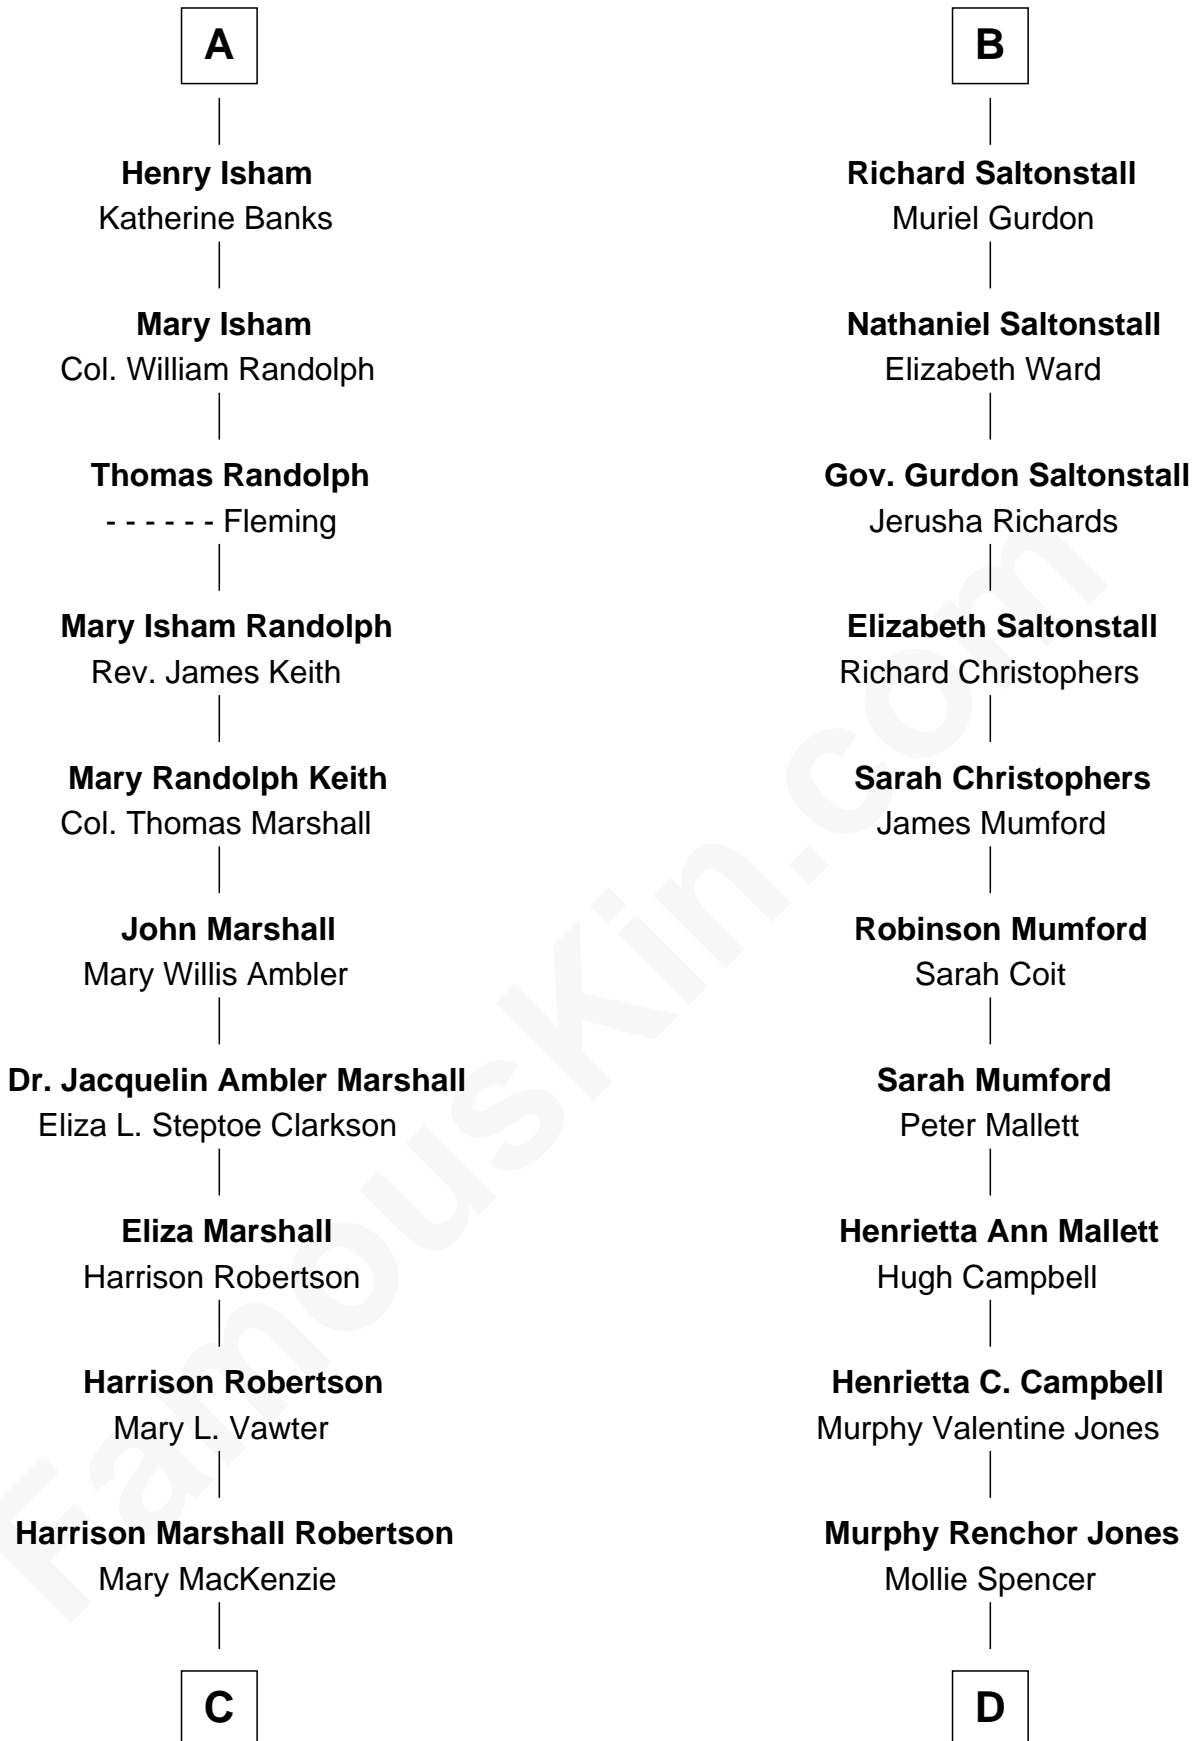 A
Henry Isham
Katherine Banks
Mary Isham
Col. William Randolph
Thomas Randolph
- - - - - - Fleming
Mary Isham Randolph
Rev. James Keith
Mary Randolph Keith
Col. Thomas Marshall
John Marshall
Mary Willis Ambler
Dr. Jacquelin Ambler Marshall
Eliza L. Steptoe Clarkson
Eliza Marshall
Harrison Robertson
Harrison Robertson
Mary L. Vawter
Harrison Marshall Robertson
Mary MacKenzie
C
B
Richard Saltonstall
Muriel Gurdon
Nathaniel Saltonstall
Elizabeth Ward
Gov. Gurdon Saltonstall
Jerusha Richards
Elizabeth Saltonstall
Richard Christophers
Sarah Christophers
James Mumford
Robinson Mumford
Sarah Coit
Sarah Mumford
Peter Mallett
Henrietta Ann Mallett
Hugh Campbell
Henrietta C. Campbell
Murphy Valentine Jones
Murphy Renchor Jones
Mollie Spencer
D
FamousKin.com